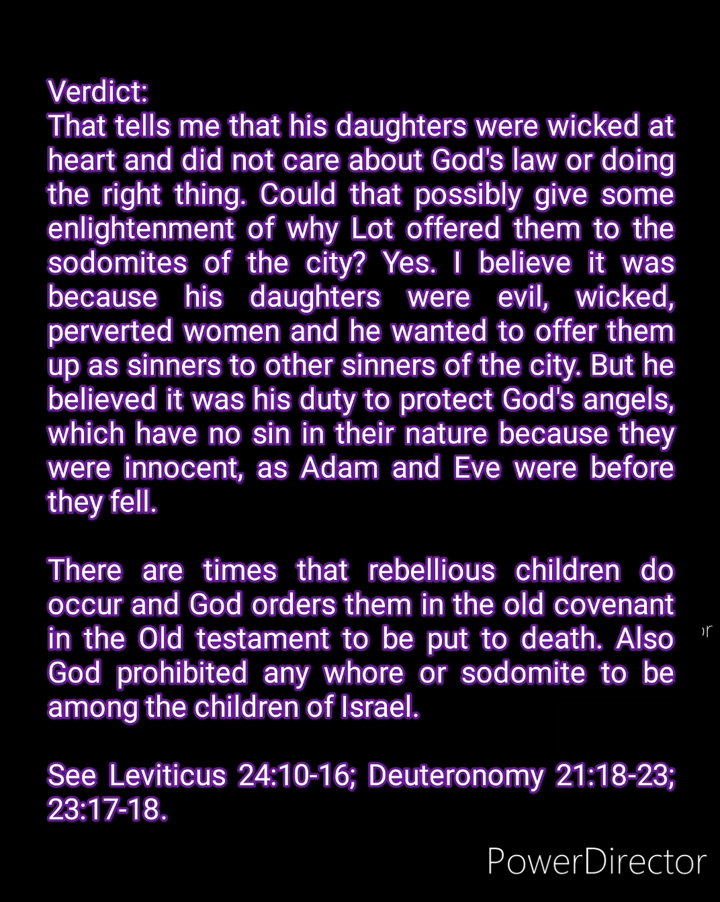 Verdict:
That tells me that his daughters were wicked at
heart and did not care about God's law or doing
the right thing. Could that possibly give some
enlightenment of why Lot offered them to the
sodomites of the city? Yes. I believe it was
because his daughters were evil, wicked,
perverted women and he wanted to offer them
up as sinners to other sinners of the city. But he
believed it was his duty to protect God's angels,
which have no sin in their nature because they
were innocent, as Adam and Eve were before
they fell.
There are times that rebellious children do
occur and God orders them in the old covenant
in the Old testament to be put to death. Also
God prohibited any whore or sodomite to be
among the children of Israel.
See Leviticus 24:10-16; Deuteronomy 21:18-23;
23:17-18.
PowerDirector